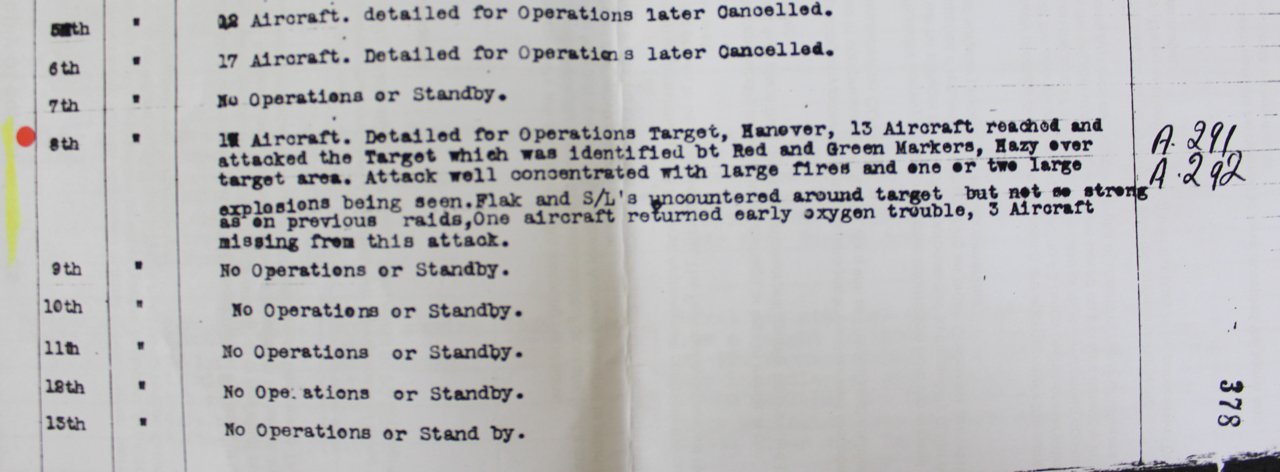 5th " 12 Aircraft. detailed for Operations later Cancelled.
6th " 17 Aircraft. Detailed for Operations later Cancelled.
7th " No Operations or Standby.
8th " Aircraft. Detailed for Operations Target, Hanover, 13 Aircraft reached and
attacked the Target which was identified bt Red and Green Markers, Hazy over
target area. Attack well concentrated with large fires and one or two large
explosions being seen.Flak and S/L's uncountered around target but not so strong
as on previous raids,One aircraft returned early oxygen trouble, 3 Aircraft
missing from this attack.
A.291
A.292
9th " No Operations or Standby.
10th " No Operations or Standby.
11th " No Operations or Standby.
12th " No Ope.ations or Standby.
13th " No Operations or Stand by.
378